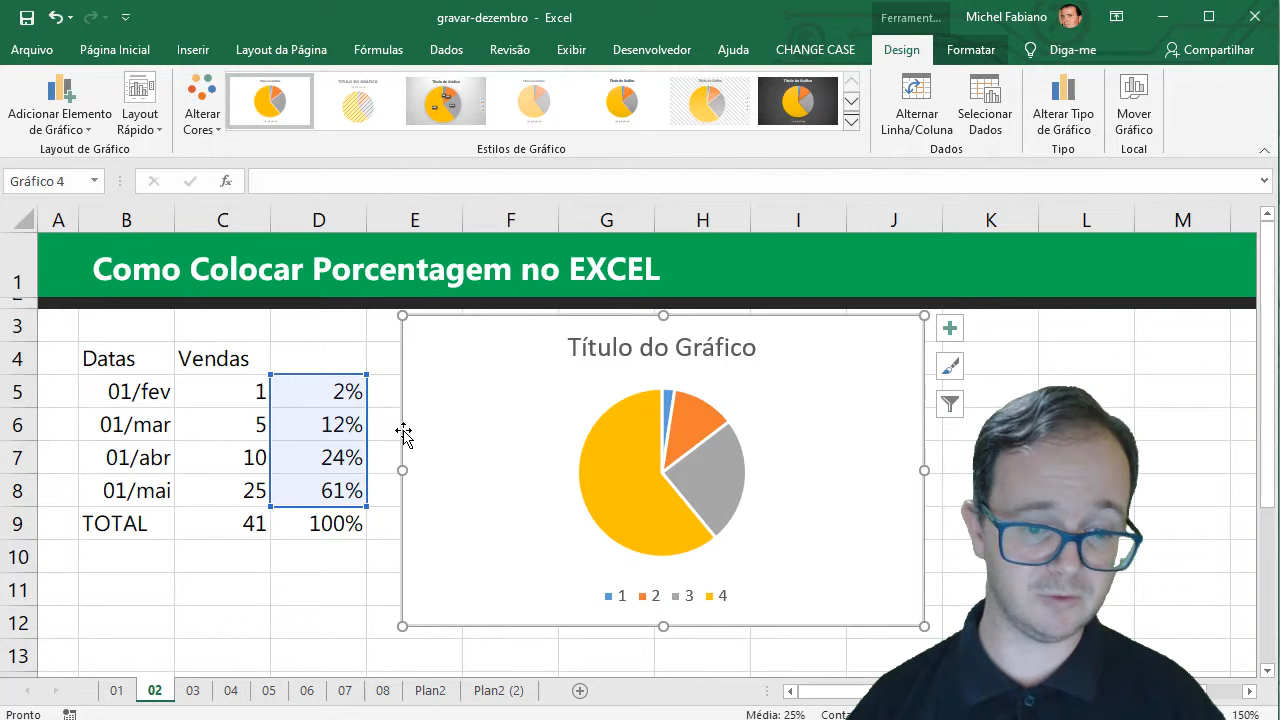 gravar-dezembro - Excel
Ferrament...
Michel Fabiano
Arquivo
Página Inicial
Inserir
Layout da Página
Fórmulas
Dados
Revisão
Exibir
Desenvolvedor
Ajuda
CHANGE CASE
Design
Formatar
Diga-me
Compartilhar
Adicionar Elemento de Gráfico
Layout Rápido
Alterar Cores
Alternar Linha/Coluna
Selecionar Dados
Alterar Tipo de Gráfico
Mover Gráfico
Layout de Gráfico
Estilos de Gráfico
Dados
Tipo
Local
Gráfico 4
fx
A B C D E F G H I J K L M
1 Como Colocar Porcentagem no EXCEL
3
4 Datas Vendas
5 01/fev 1 2%
6 01/mar 5 12%
7 01/abr 10 24%
8 01/mai 25 61%
9 TOTAL 41 100%
10
11
12
13
Título do Gráfico
1 2 3 4
01 02 03 04 05 06 07 08 Plan2 Plan2 (2)
Pronto
Média: 25%
150%